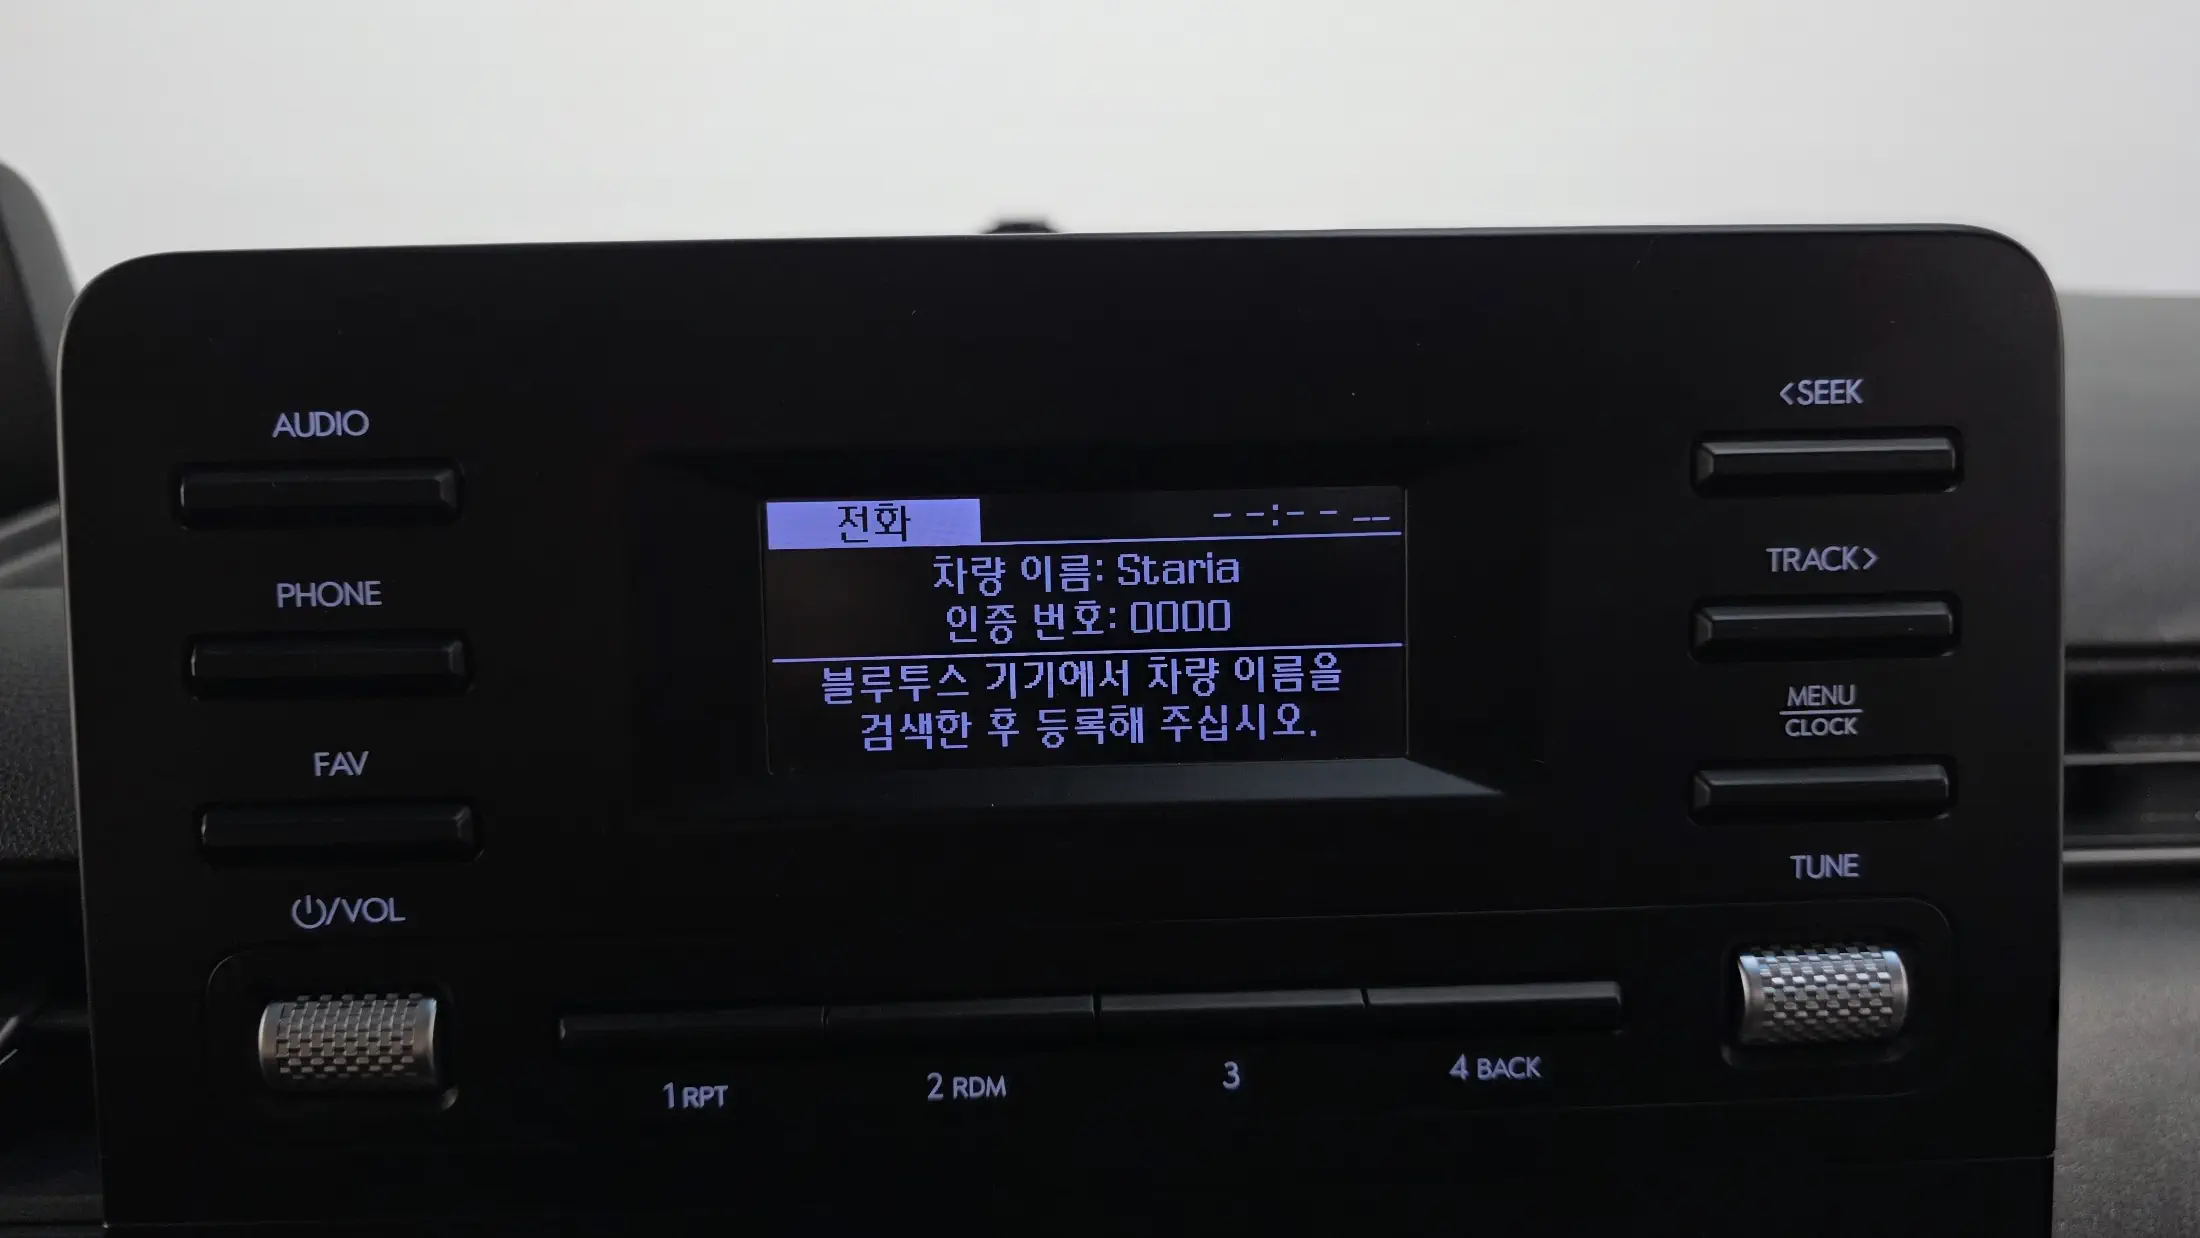 AUDIO
PHONE
FAV
/VOL
전화
--:-- --
차량 이름: Staria
인증 번호: 0000
블루투스 기기에서 차량 이름을
검색한 후 등록해 주십시오.
<SEEK
TRACK>
MENU
CLOCK
TUNE
1 RPT
2 RDM
3
4 BACK